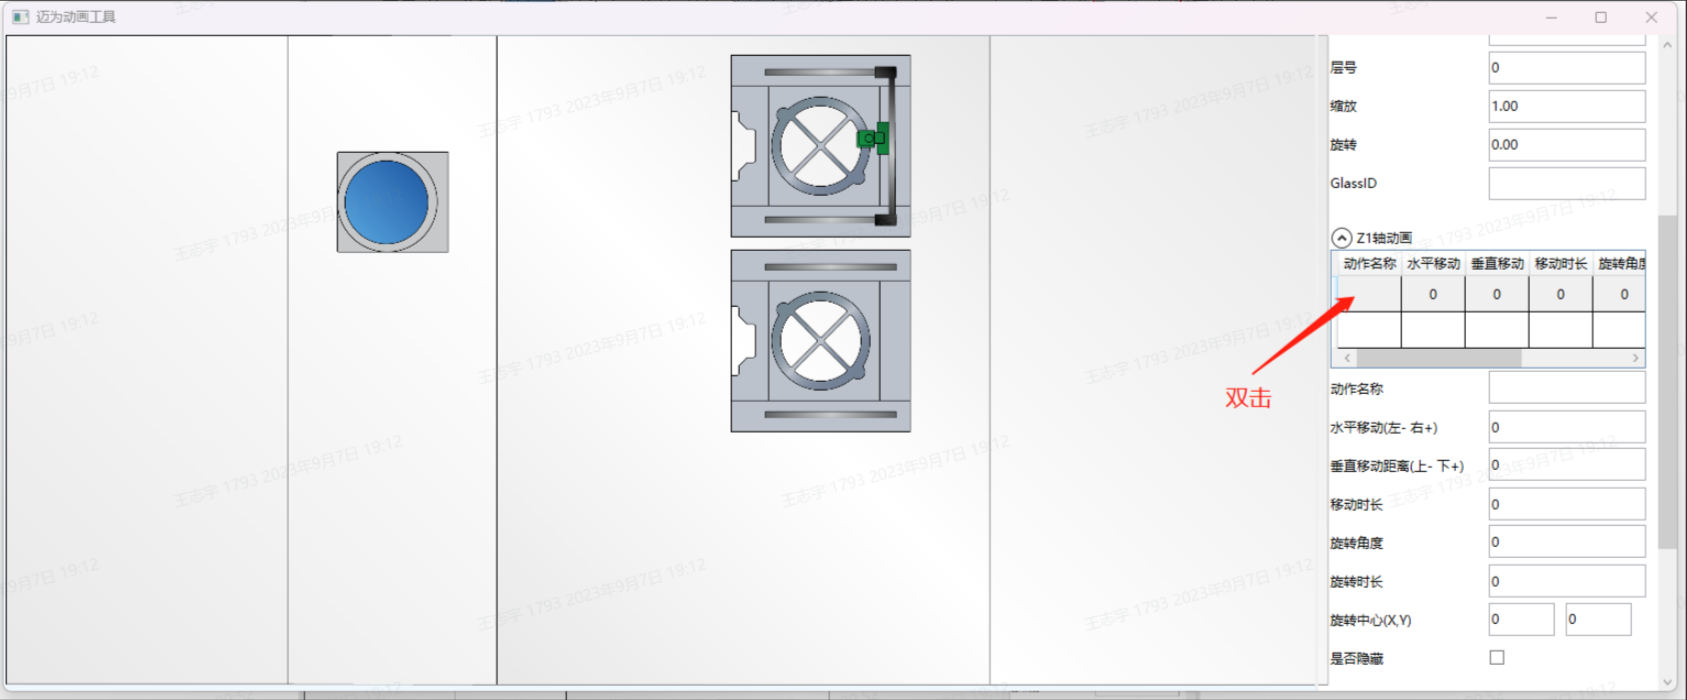 迈为动画工具
层号 0
缩放 1.00
旋转 0.00
GlassID
Z1轴动画
动作名称 水平移动 垂直移动 移动时长 旋转角度
0 0 0 0
双击
动作名称
水平移动(左- 右+) 0
垂直移动距离(上- 下+) 0
移动时长 0
旋转角度 0
旋转时长 0
旋转中心(X,Y) 0 0
是否隐藏
王志宇 1793 2023年9月7日 19:12